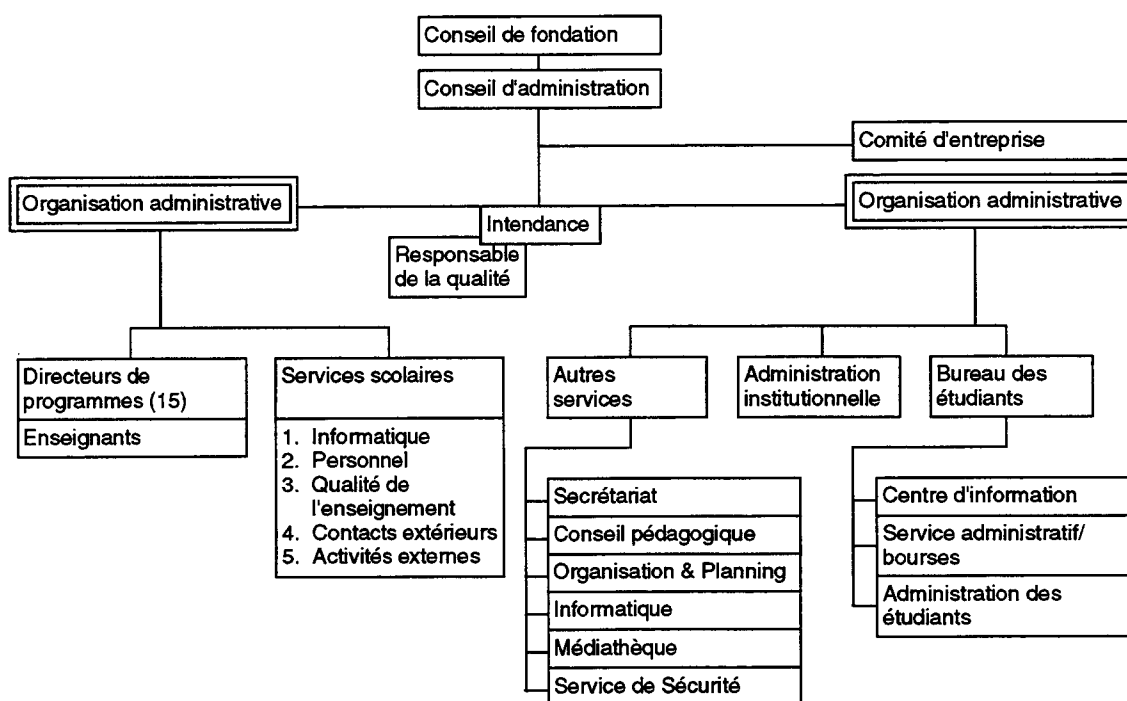 Conseil de fondation
Conseil d'administration
Comité d'entreprise
Organisation administrative
Organisation administrative
Intendance
Responsable
de la qualité
Directeurs de
programmes (15)
Enseignants
Services scolaires
1. Informatique
2. Personnel
3. Qualité de
l'enseignement
4. Contacts extérieurs
5. Activités externes
Autres
services
Administration
institutionnelle
Bureau des
étudiants
Secrétariat
Conseil pédagogique
Organisation & Planning
Informatique
Médiathèque
Service de Sécurité
Centre d'information
Service administratif/
bourses
Administration des
étudiants